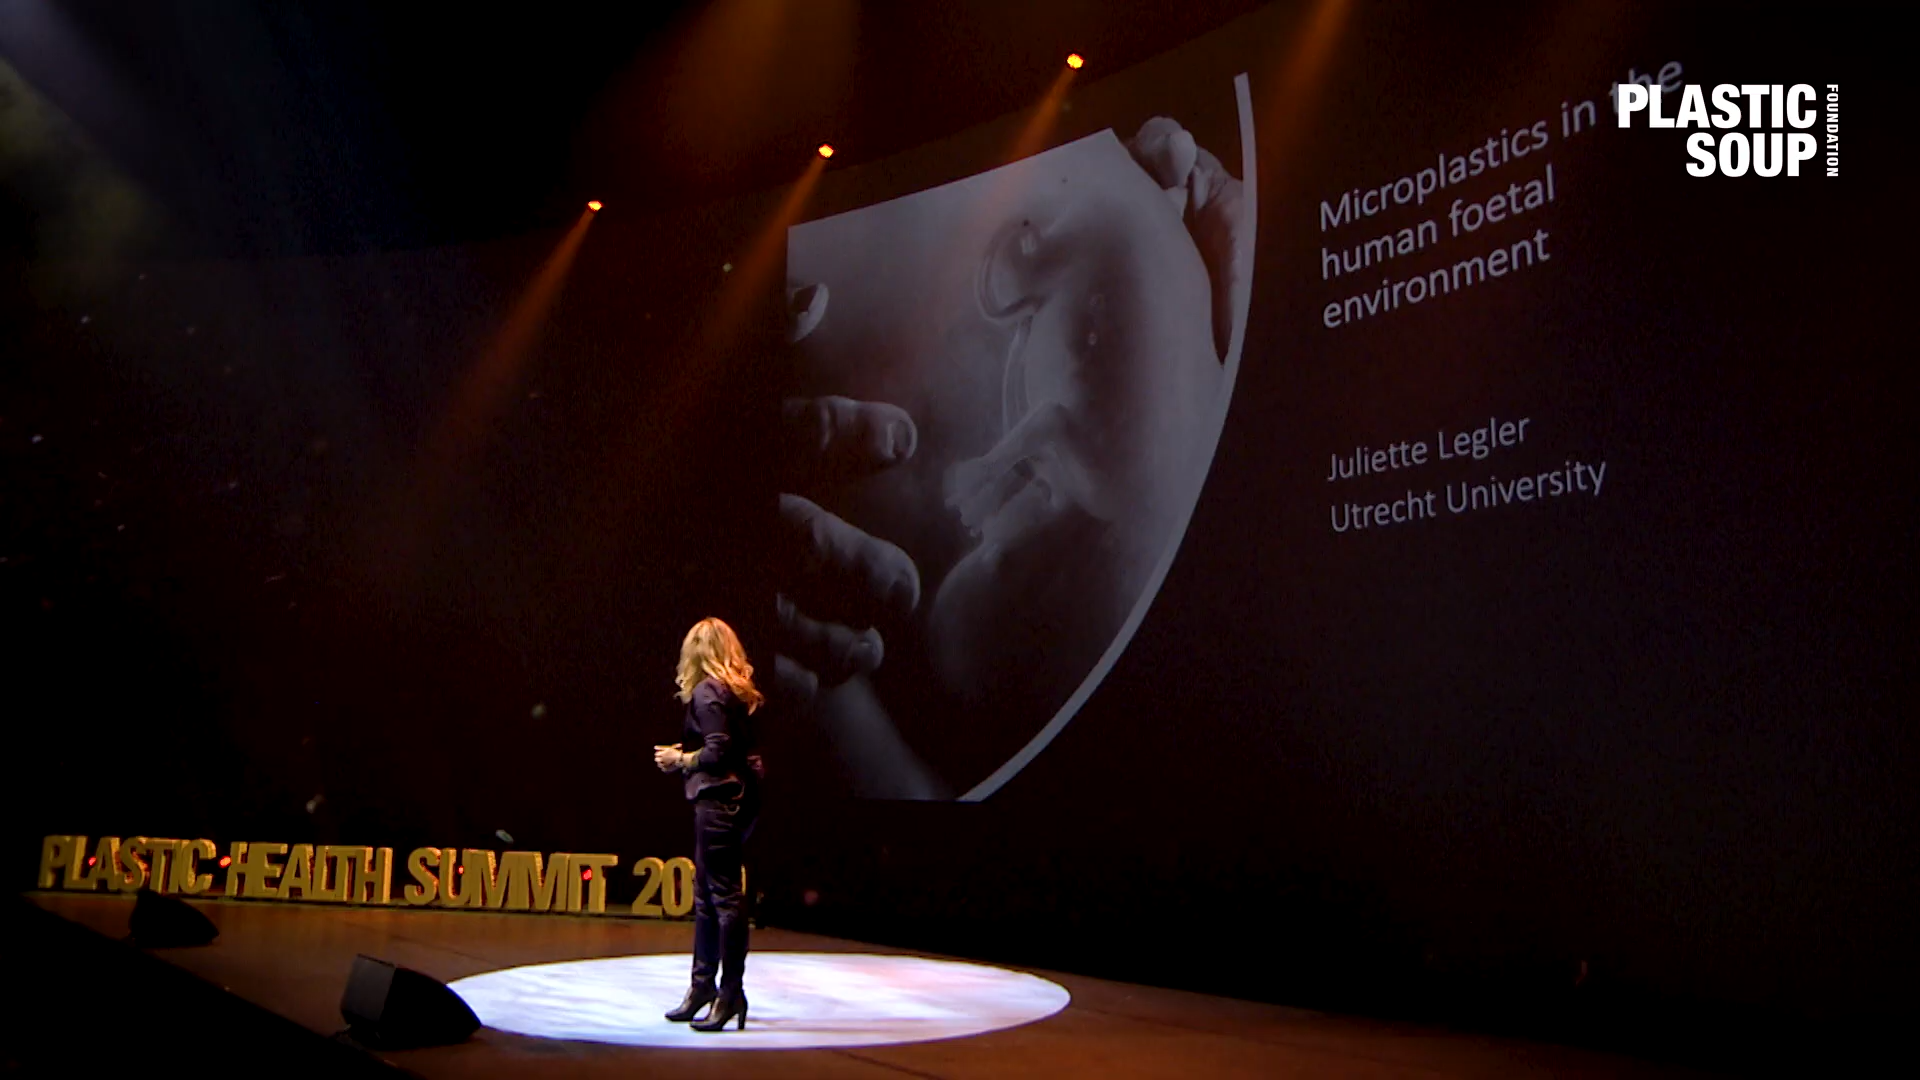 Microplastics in the
human foetal
environment
Juliette Legler
Utrecht University
PLASTIC
SOUP
FOUNDATION
PLASTIC HEALTH SUMMIT 20